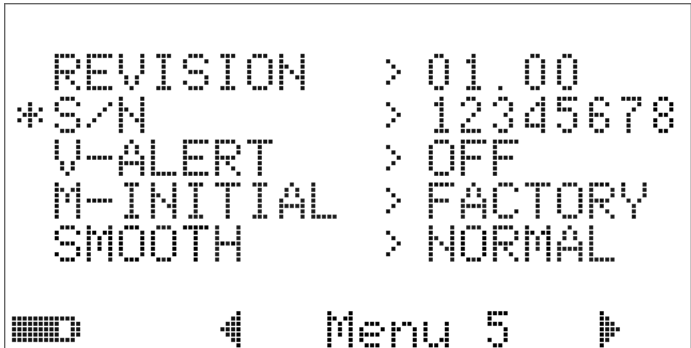 REVISION > 01.00
*S/N > 12345678
V-ALERT > OFF
M-INITIAL > FACTORY
SMOOTH > NORMAL
Menu 5